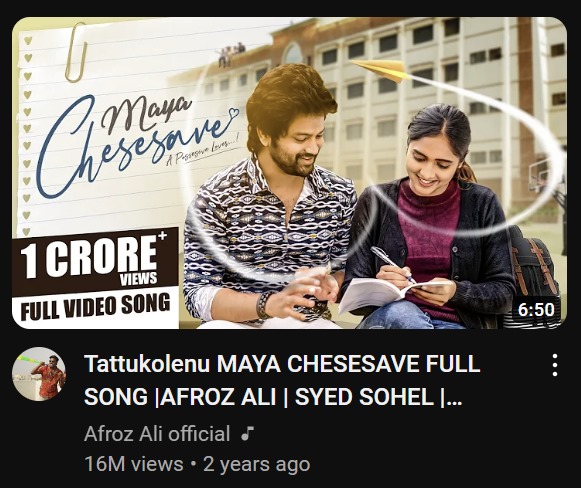 Maya
Chesesave
A Possessive Love...!
1 CRORE+
VIEWS
FULL VIDEO SONG
6:50
Tattukolenu MAYA CHESESAVE FULL
SONG |AFROZ ALI | SYED SOHEL |...
Afroz Ali official
16M views • 2 years ago